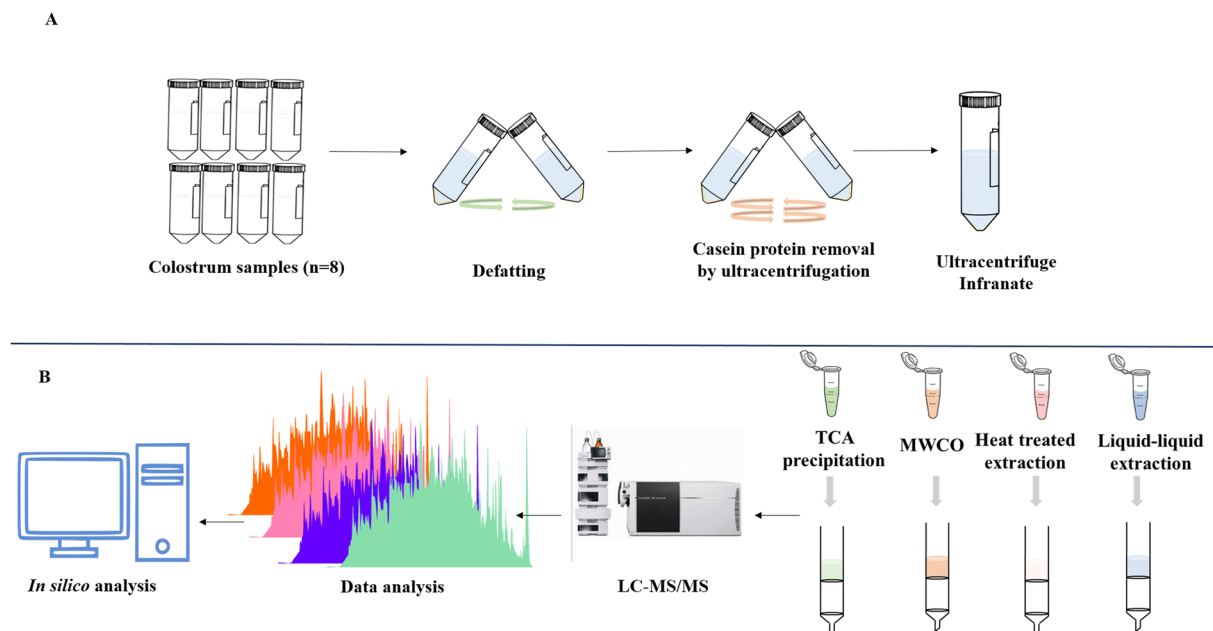 A
Colostrum samples (n=8)
Defatting
Casein protein removal
by ultracentrifugation
Ultracentrifuge
Infranate
B
TCA
precipitation
MWCO
Heat treated
extraction
Liquid-liquid
extraction
In silico analysis
Data analysis
LC-MS/MS